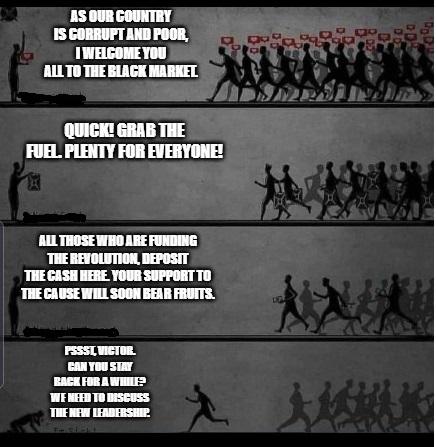 AS OUR COUNTRY
IS CORRUPT AND POOR,
I WELCOME YOU
ALL TO THE BLACK MARKET.
QUICK! GRAB THE
FUEL. PLENTY FOR EVERYONE!
ALL THOSE WHO ARE FUNDING
THE REVOLUTION, DEPOSIT
THE CASH HERE. YOUR SUPPORT TO
THE CAUSE WILL SOON BEAR FRUITS.
PSSST, VICTOR.
CAN YOU STAY
BACK FOR A WHILE?
WE NEED TO DISCUSS
THE NEW LEADERSHIP.